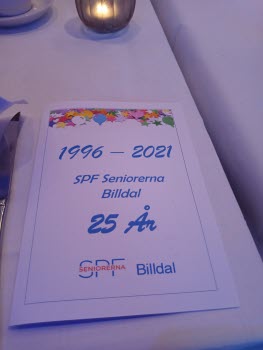 1996 – 2021
SPF Seniorerna
Billdal
25 År
SPF
SENIORERNA
Billdal